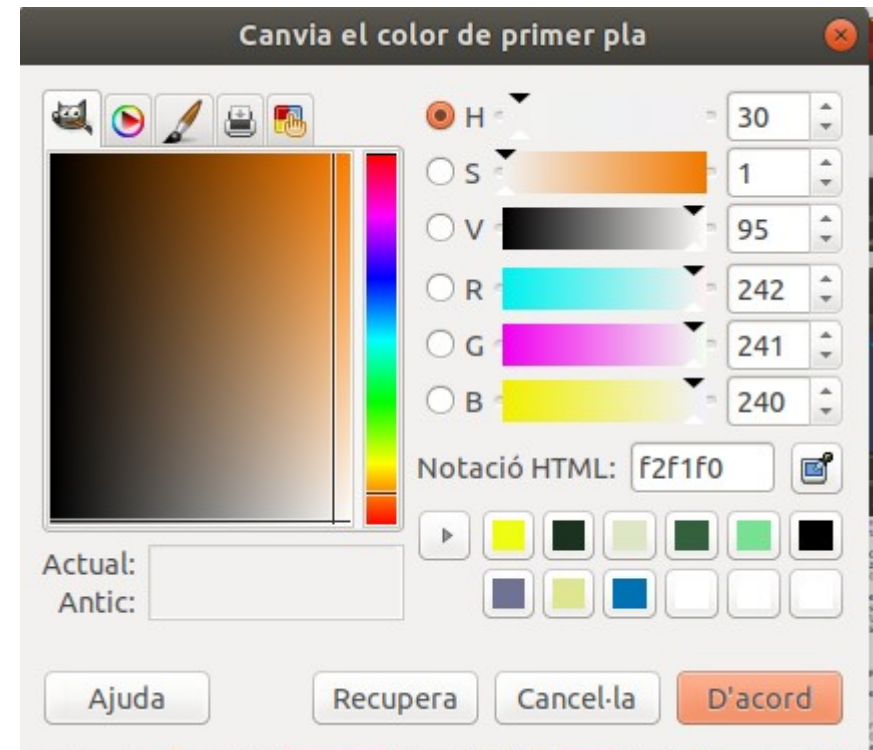 Canvia el color de primer pla
H 30
S 1
V 95
R 242
G 241
B 240
Notació HTML: f2f1f0
Actual:
Antic:
Ajuda Recupera Cancel·la D'acord